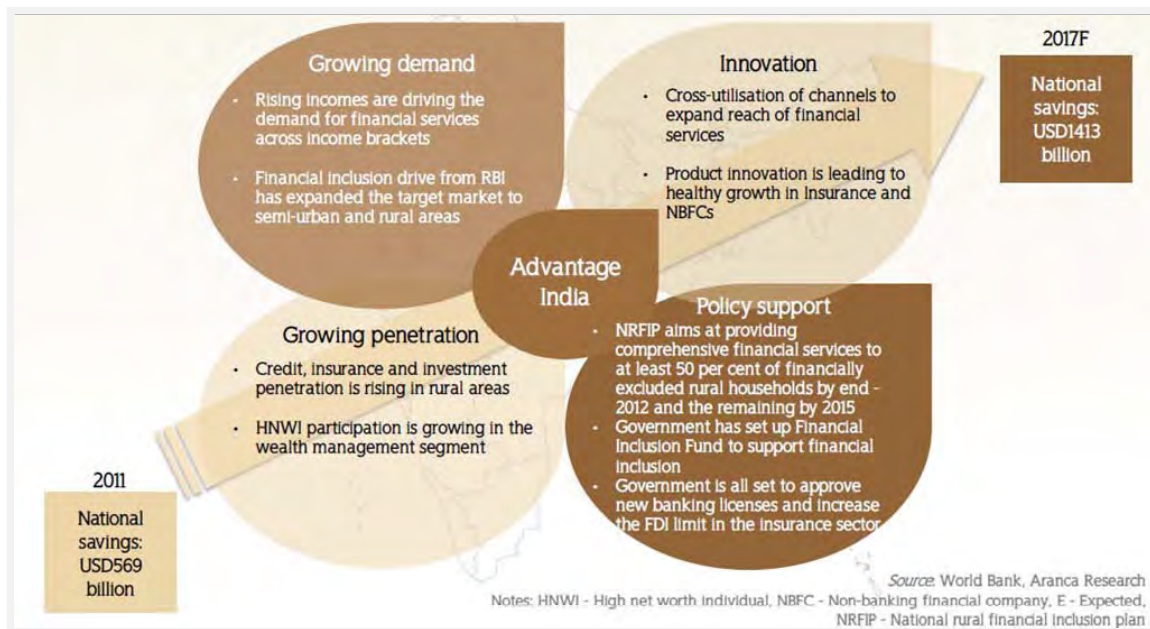 Growing demand
• Rising incomes are driving the
demand for financial services
across income brackets
• Financial inclusion drive from RBI
has expanded the target market to
semi-urban and rural areas
Innovation
• Cross-utilisation of channels to
expand reach of financial
services
• Product innovation is leading to
healthy growth in Insurance and
NBFCs
2017F
National
savings:
USD1413
billion
Advantage
India
Growing penetration
• Credit, insurance and investment
penetration is rising in rural areas
• HNWI participation is growing in the
wealth management segment
Policy support
• NRFIP aims at providing
comprehensive financial services to
at least 50 per cent of financially
excluded rural households by end -
2012 and the remaining by 2015
• Government has set up Financial
Inclusion Fund to support financial
inclusion
• Government is all set to approve
new banking licenses and increase
the FDI limit in the insurance sector
2011
National
savings:
USD569
billion
Source: World Bank, Aranca Research
Notes: HNWI - High net worth individual, NBFC - Non-banking financial company, E - Expected,
NRFIP - National rural financial inclusion plan